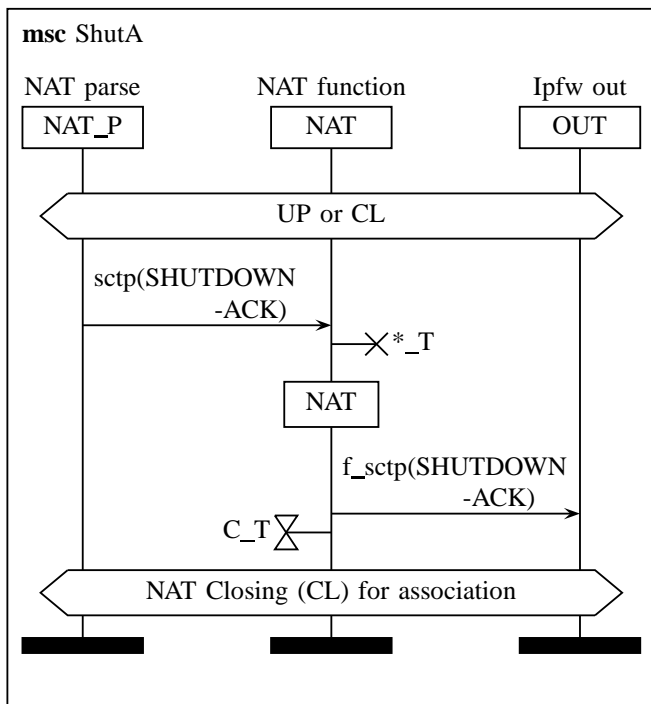 msc ShutA
NAT parse NAT function Ipfw out
NAT_P NAT OUT
UP or CL
sctp(SHUTDOWN
-ACK)
*_T
NAT
f_sctp(SHUTDOWN
-ACK)
C_T
NAT Closing (CL) for association